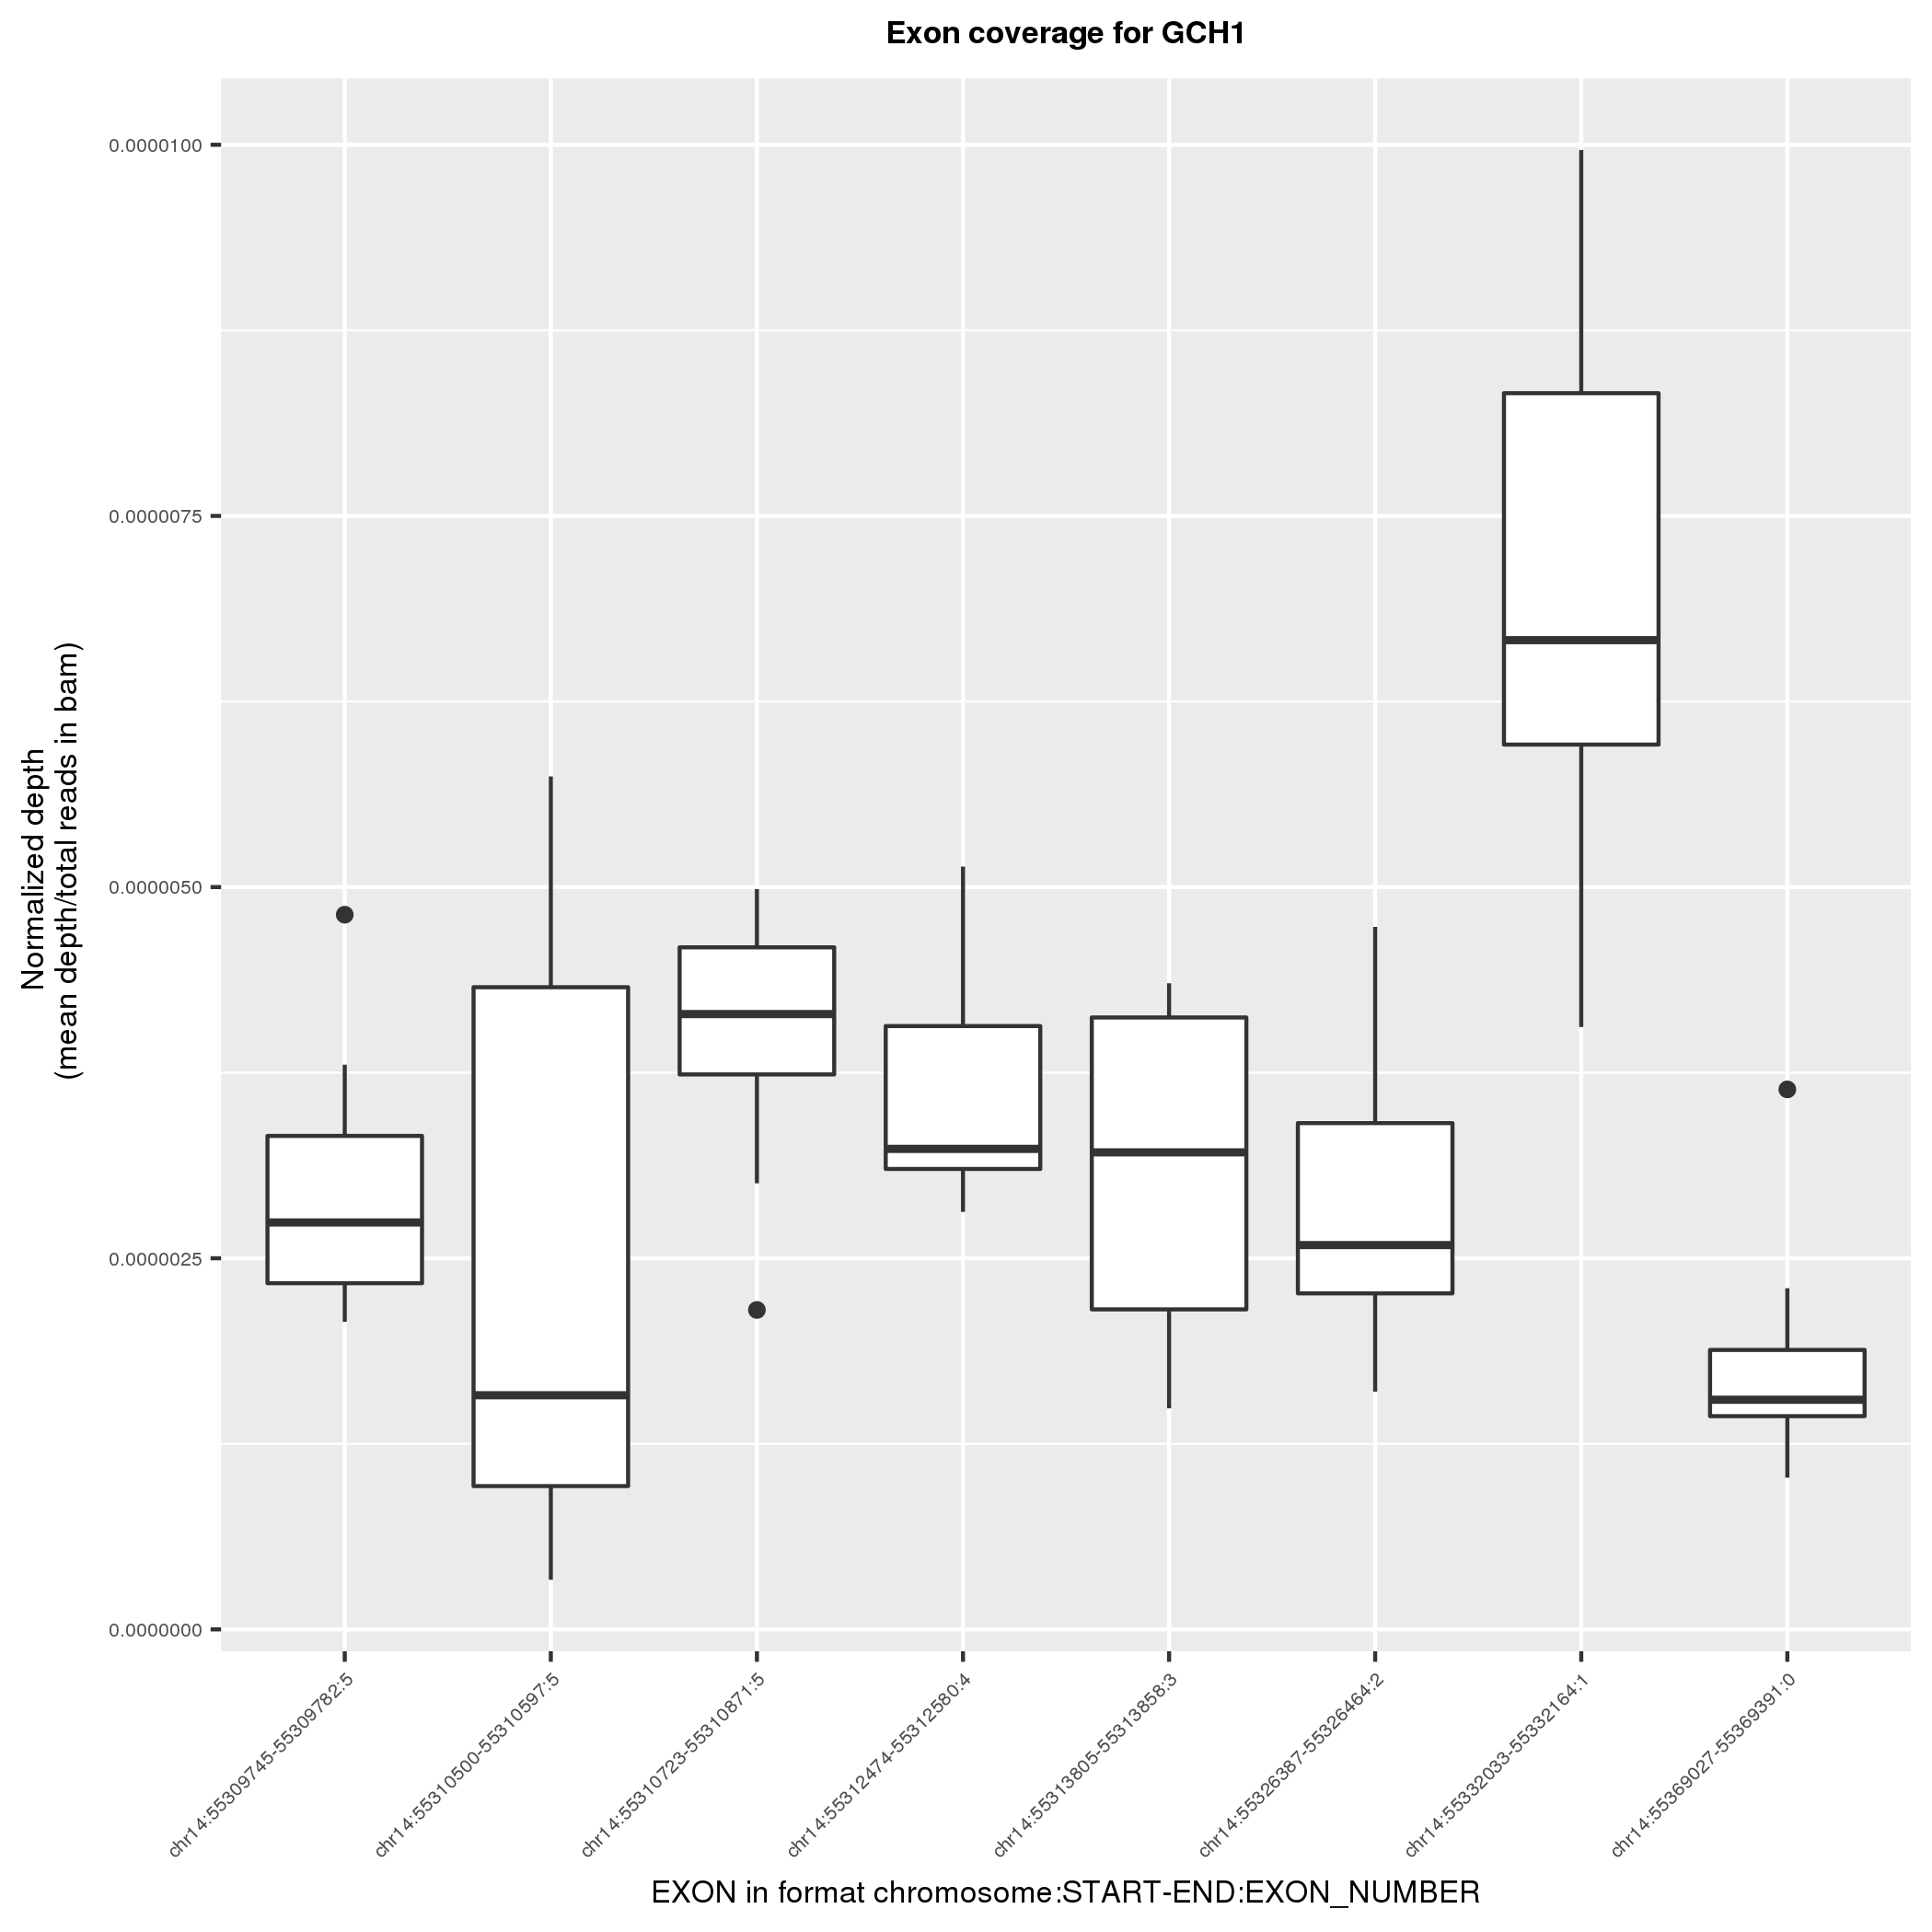 Exon coverage for GCH1
Normalized depth
(mean depth/total reads in bam)
0.0000100
0.0000075
0.0000050
0.0000025
0.0000000
chr14:55309745-55309782:5
chr14:55310500-55310597:5
chr14:55310723-55310871:5
chr14:55312474-55312580:4
chr14:55313805-55313858:3
chr14:55326387-55326464:2
chr14:55332033-55332164:1
chr14:55369027-55369391:0
EXON in format chromosome:START-END:EXON_NUMBER